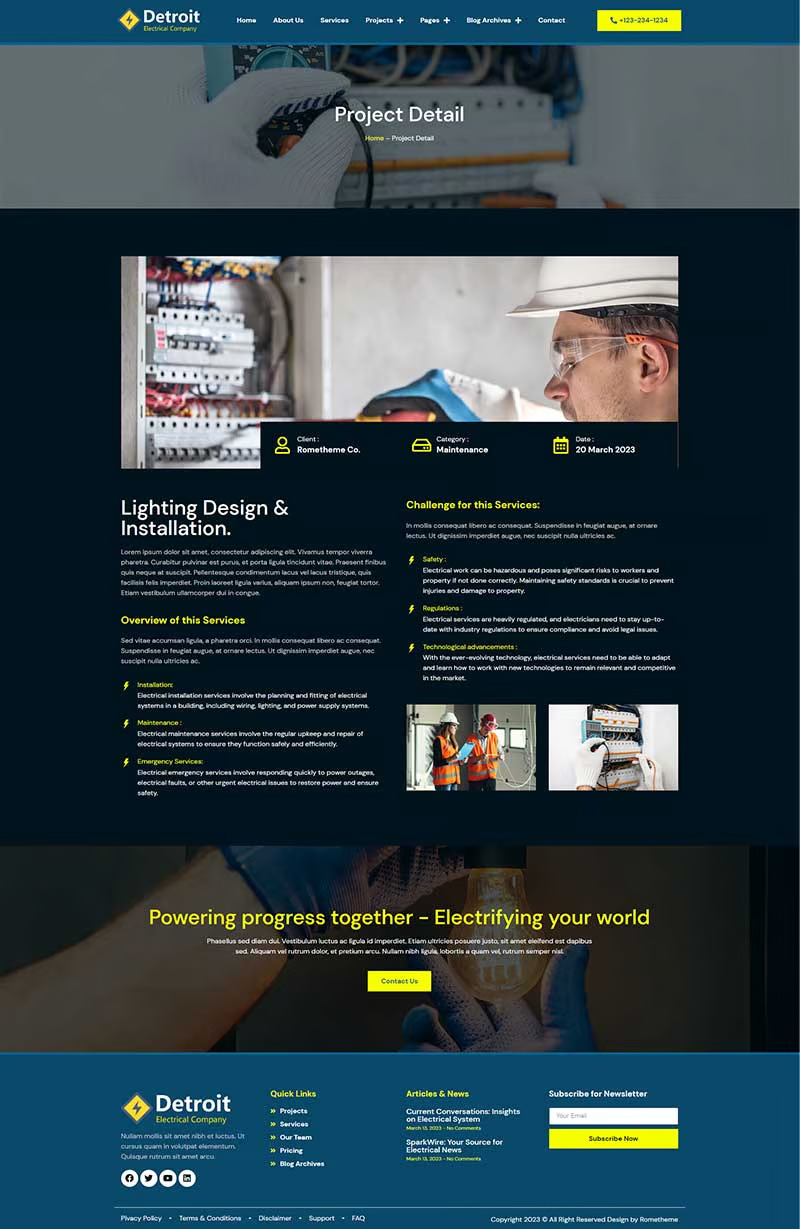 Detroit
Electrical Company
Home
About Us
Services
Projects
Pages
Blog Archives
Contact
+123-234-1234
Project Detail
Home – Project Detail
Client :
Rometheme Co.
Category :
Maintenance
Date :
20 March 2023
Lighting Design &
Installation.
Lorem ipsum dolor sit amet, consectetur adipiscing elit. Vivamus tempor viverra
pharetra. Curabitur pulvinar est purus, et porta ligula tincidunt vitae. Praesent finibus
quis neque at suscipit. Pellentesque condimentum lacus vel lacus tristique, quis
facilisis felis imperdiet. Proin laoreet ligula varius, aliquam ipsum non, feugiat tortor.
Etiam vestibulum ullamcorper dui in congue.
Overview of this Services
Sed vitae accumsan ligula, a pharetra orci. In mollis consequat libero ac consequat.
Suspendisse in feugiat augue, at ornare lectus. Ut dignissim imperdiet augue, nec
suscipit nulla ultricies ac.
Installation:
Electrical installation services involve the planning and fitting of electrical
systems in a building, including wiring, lighting, and power supply systems.
Maintenance :
Electrical maintenance services involve the regular upkeep and repair of
electrical systems to ensure they function safely and efficiently.
Emergency Services:
Electrical emergency services involve responding quickly to power outages,
electrical faults, or other urgent electrical issues to restore power and ensure
safety.
Challenge for this Services:
In mollis consequat libero ac consequat. Suspendisse in feugiat augue, at ornare
lectus. Ut dignissim imperdiet augue, nec suscipit nulla ultricies ac.
Safety :
Electrical work can be hazardous and poses significant risks to workers and
property if not done correctly. Maintaining safety standards is crucial to prevent
injuries and damage to property.
Regulations :
Electrical services are heavily regulated, and electricians need to stay up-to-
date with industry regulations to ensure compliance and avoid legal issues.
Technological advancements :
With the ever-evolving technology, electrical services need to be able to adapt
and learn how to work with new technologies to remain relevant and competitive
in the market.
Powering progress together – Electrifying your world
Phasellus sed diam dui. Vestibulum luctus ac ligula id imperdiet. Etiam ultricies posuere justo, sit amet eleifend est dapibus
sed. Aliquam vel rutrum dolor, et pretium arcu. Nullam nibh ligula, lobortis a quam vel, rutrum semper nisl.
Contact Us
Detroit
Electrical Company
Nullam mollis sit amet nibh et luctus. Ut
cursus quam in volutpat elementum.
Quisque rutrum sit amet arcu.
Quick Links
Projects
Services
Our Team
Pricing
Blog Archives
Articles & News
Current Conversations: Insights
on Electrical System
March 13, 2023 - No Comments
SparkWire: Your Source for
Electrical News
March 13, 2023 - No Comments
Subscribe for Newsletter
Your Email
Subscribe Now
Privacy Policy • Terms & Conditions • Disclaimer • Support • FAQ
Copyright 2023 © All Right Reserved Design by Rometheme